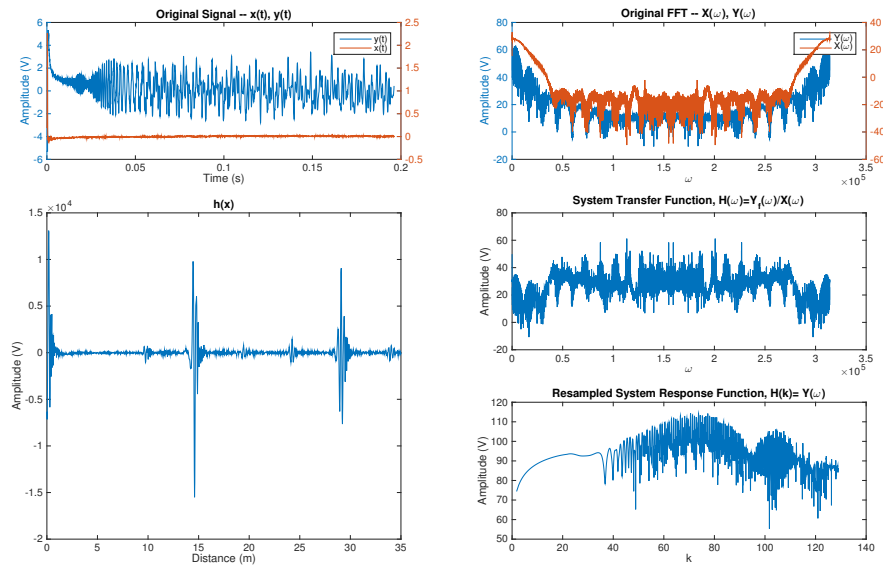 Original Signal -- x(t), y(t)
6
4
2
0
-2
-4
-6
2.5
2
1.5
1
0.5
0
-0.5
Amplitude (V)
y(t)
x(t)
0 0.05 0.1 0.15 0.2
Time (s)
Original FFT -- X(ω), Y(ω)
80
60
40
20
0
-20
40
20
0
-20
-40
-60
Amplitude (V)
Y(ω)
X(ω)
0 0.5 1 1.5 2 2.5 3 3.5
ω
×10^5
h(x)
×10^4
1.5
1
0.5
0
-0.5
-1
-1.5
-2
Amplitude (V)
0 5 10 15 20 25 30 35
Distance (m)
System Transfer Function, H(ω)=Y_f(ω)/X(ω)
100
80
60
40
20
0
-20
Amplitude (V)
0 0.5 1 1.5 2 2.5 3 3.5
ω
×10^5
Resampled System Response Function, H(k)= Y(ω)
120
110
100
90
80
70
60
50
Amplitude (V)
0 20 40 60 80 100 120 140
k